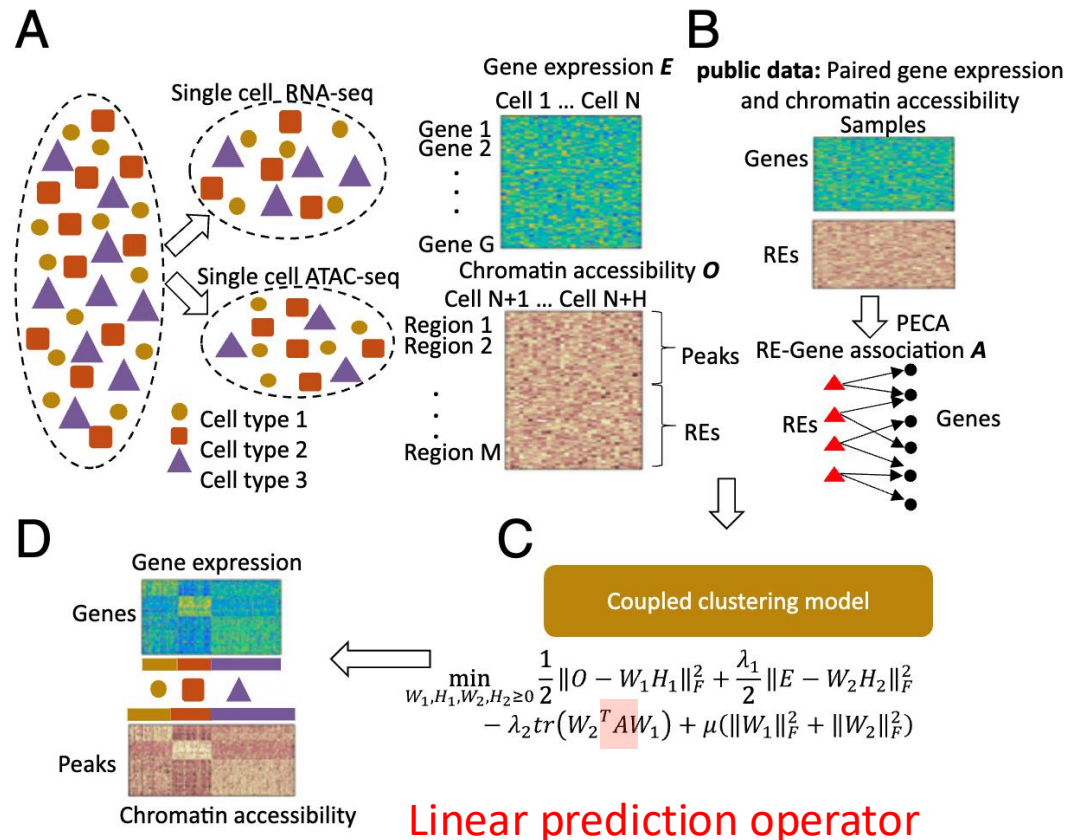 A
Single cell RNA-seq
Single cell ATAC-seq
Cell type 1
Cell type 2
Cell type 3
Gene expression E
Cell 1 ... Cell N
Gene 1
Gene 2
Gene G
Chromatin accessibility O
Cell N+1 ... Cell N+H
Region 1
Region 2
Region M
Peaks
REs
B
public data: Paired gene expression
and chromatin accessibility
Samples
Genes
REs
PECA
RE-Gene association A
REs
Genes
C
Coupled clustering model
min 1/2 ‖O − W₁H₁‖²_F + λ₁/2 ‖E − W₂H₂‖²_F
W₁,H₁,W₂,H₂≥0
− λ₂tr(W₂ᵀAW₁) + μ(‖W₁‖²_F + ‖W₂‖²_F)
D
Gene expression
Genes
Peaks
Chromatin accessibility
Linear prediction operator